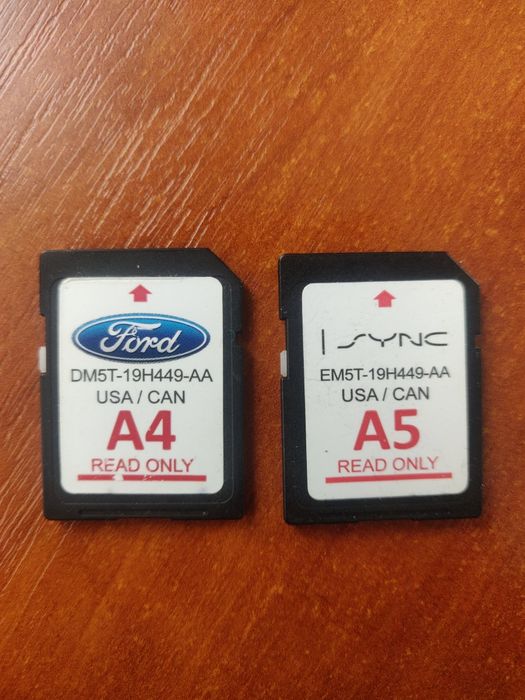 Ford
DM5T-19H449-AA
USA / CAN
A4
READ ONLY
SYNC
EM5T-19H449-AA
USA / CAN
A5
READ ONLY